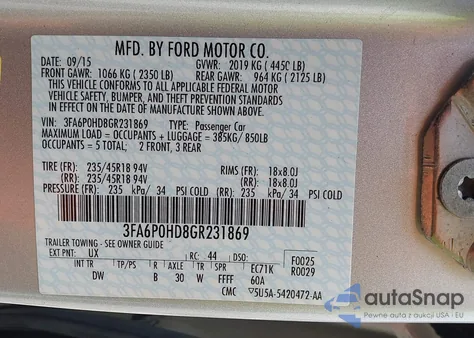 MFD. BY FORD MOTOR CO.
DATE: 09/15 GVWR: 2019 KG (4450 LB)
FRONT GAWR: 1066 KG (2350 LB) REAR GAWR: 964 KG (2125 LB)
THIS VEHICLE CONFORMS TO ALL APPLICABLE FEDERAL MOTOR
VEHICLE SAFETY, BUMPER, AND THEFT PREVENTION STANDARDS IN
EFFECT ON THE DATE OF MANUFACTURE SHOWN ABOVE.
VIN: 3FA6P0HD8GR231869 TYPE: Passenger Car
MAXIMUM LOAD = OCCUPANTS + LUGGAGE = 385KG/ 850LB
OCCUPANTS = 5 TOTAL; 2 FRONT, 3 REAR
TIRE (FR): 235/45R18 94V RIMS (FR): 18x8.0J
(RR): 235/45R18 94V (RR): 18x8.0J
PRESSURE (FR): 235 kPa/ 34 PSI COLD (RR): 235 kPa/ 34 PSI COLD
3FA6P0HD8GR231869
TRAILER TOWING - SEE OWNER GUIDE
EXT PNT: UX RC: 44 DSO: F0025
R0029
INT TR TP/PS R AXLE TR SPR EC71K
DW B 30 W FFFF 60A
CMC 5U5A-5420472-AA
autoSnap
Pewne auta z USA i EU